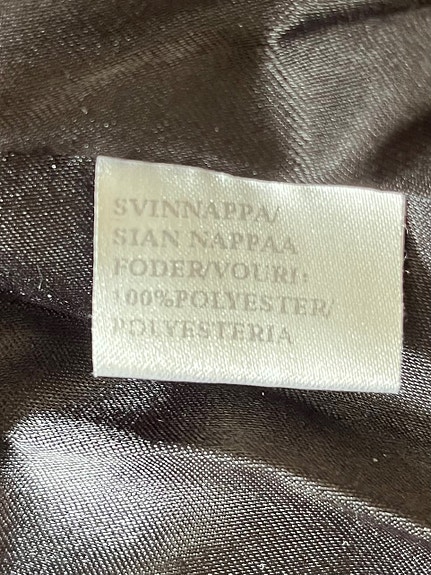 SVINNAPPA/
SIAN NAPPAA
FODER/VOURI:
100%POLYESTER/
POLYESTERIA